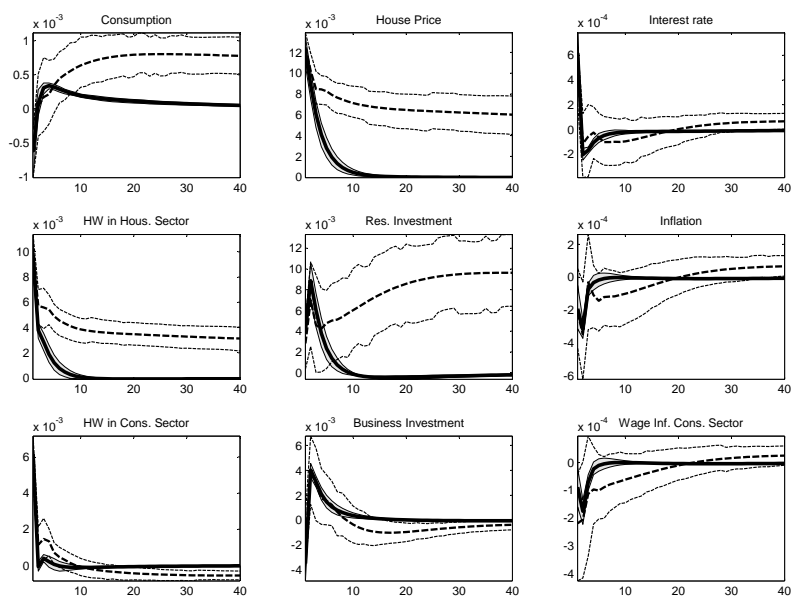 Consumption
x 10⁻³
1
0.5
0
-0.5
-1
10 20 30 40
House Price
x 10⁻³
12
10
8
6
4
2
0
10 20 30 40
Interest rate
x 10⁻⁴
6
4
2
0
-2
10 20 30 40
HW in Hous. Sector
x 10⁻³
10
8
6
4
2
0
10 20 30 40
Res. Investment
x 10⁻³
12
10
8
6
4
2
0
10 20 30 40
Inflation
x 10⁻⁴
2
0
-2
-4
-6
10 20 30 40
HW in Cons. Sector
x 10⁻³
6
4
2
0
10 20 30 40
Business Investment
x 10⁻³
6
4
2
0
-2
-4
10 20 30 40
Wage Inf. Cons. Sector
x 10⁻⁴
0
-1
-2
-3
-4
10 20 30 40